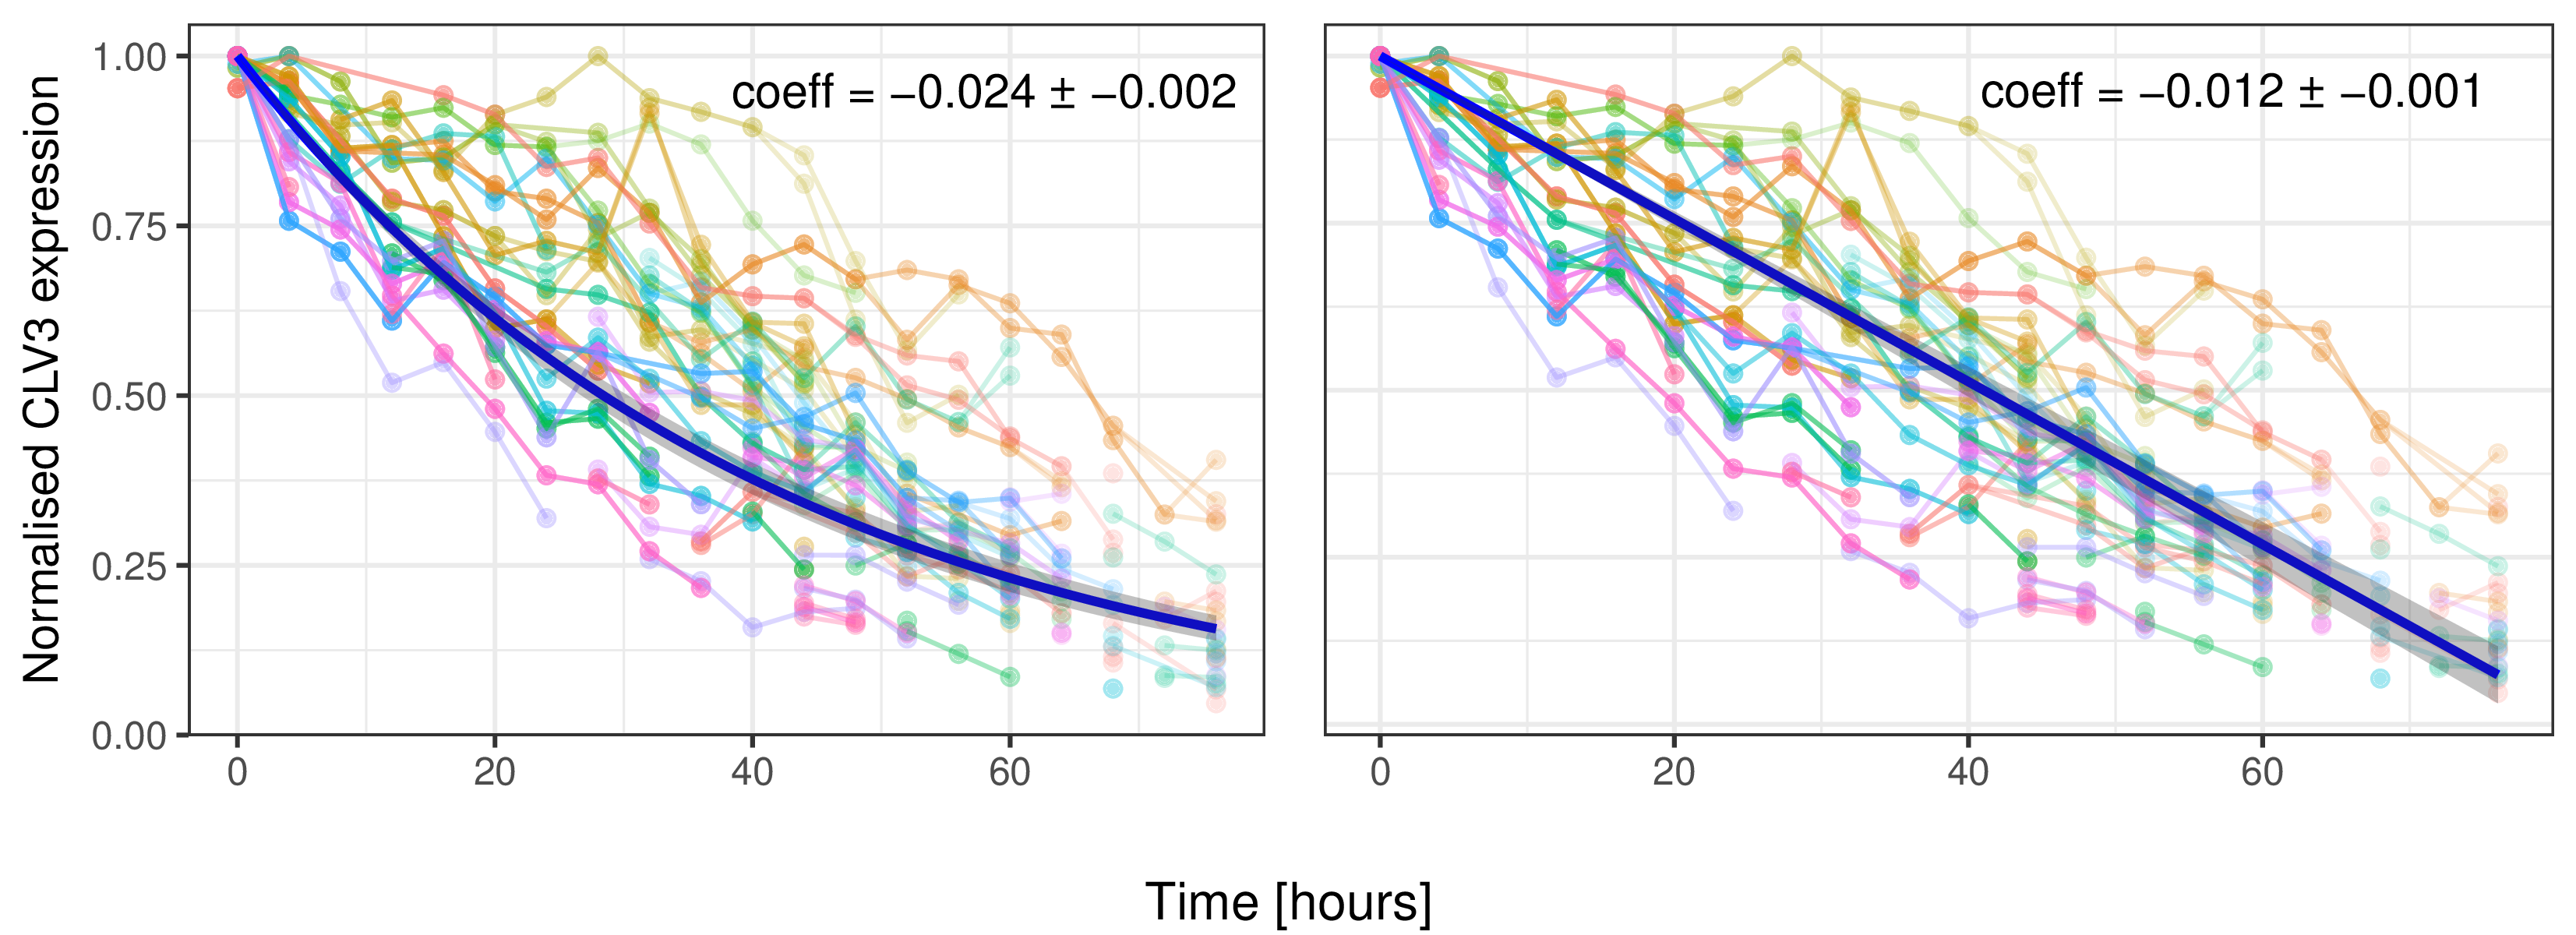 Normalised CLV3 expression
1.00
0.75
0.50
0.25
0.00
coeff = −0.024 ± −0.002
0 20 40 60
coeff = −0.012 ± −0.001
0 20 40 60
Time [hours]